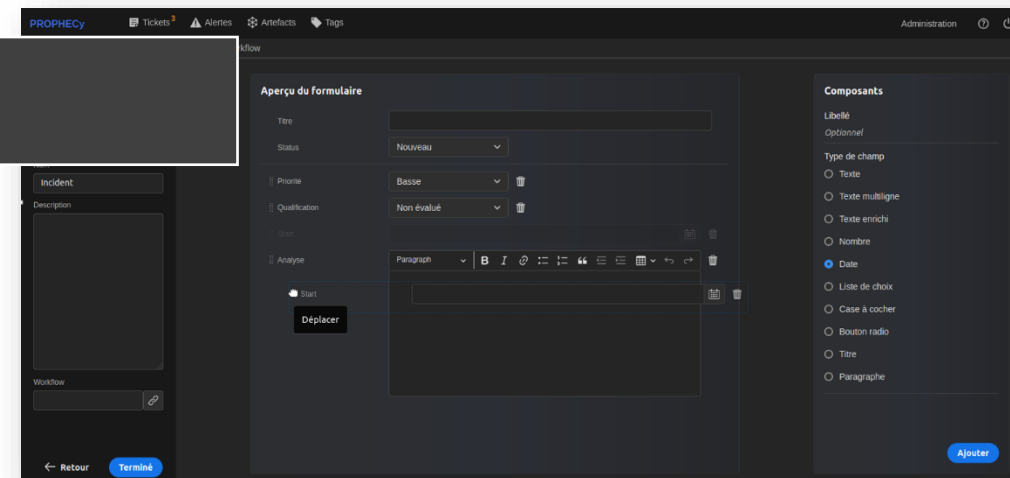 PROPHECy
Tickets 3
Alertes
Artefacts
Tags
Administration
rkflow
Incident
Description
Workflow
Retour
Terminé
Aperçu du formulaire
Titre
Status
Nouveau
Priorité
Basse
Qualification
Non évalué
Start
Analyse
Paragraph
Start
Déplacer
Composants
Libellé
Optionnel
Type de champ
Texte
Texte multiligne
Texte enrichi
Nombre
Date
Liste de choix
Case à cocher
Bouton radio
Titre
Paragraphe
Ajouter